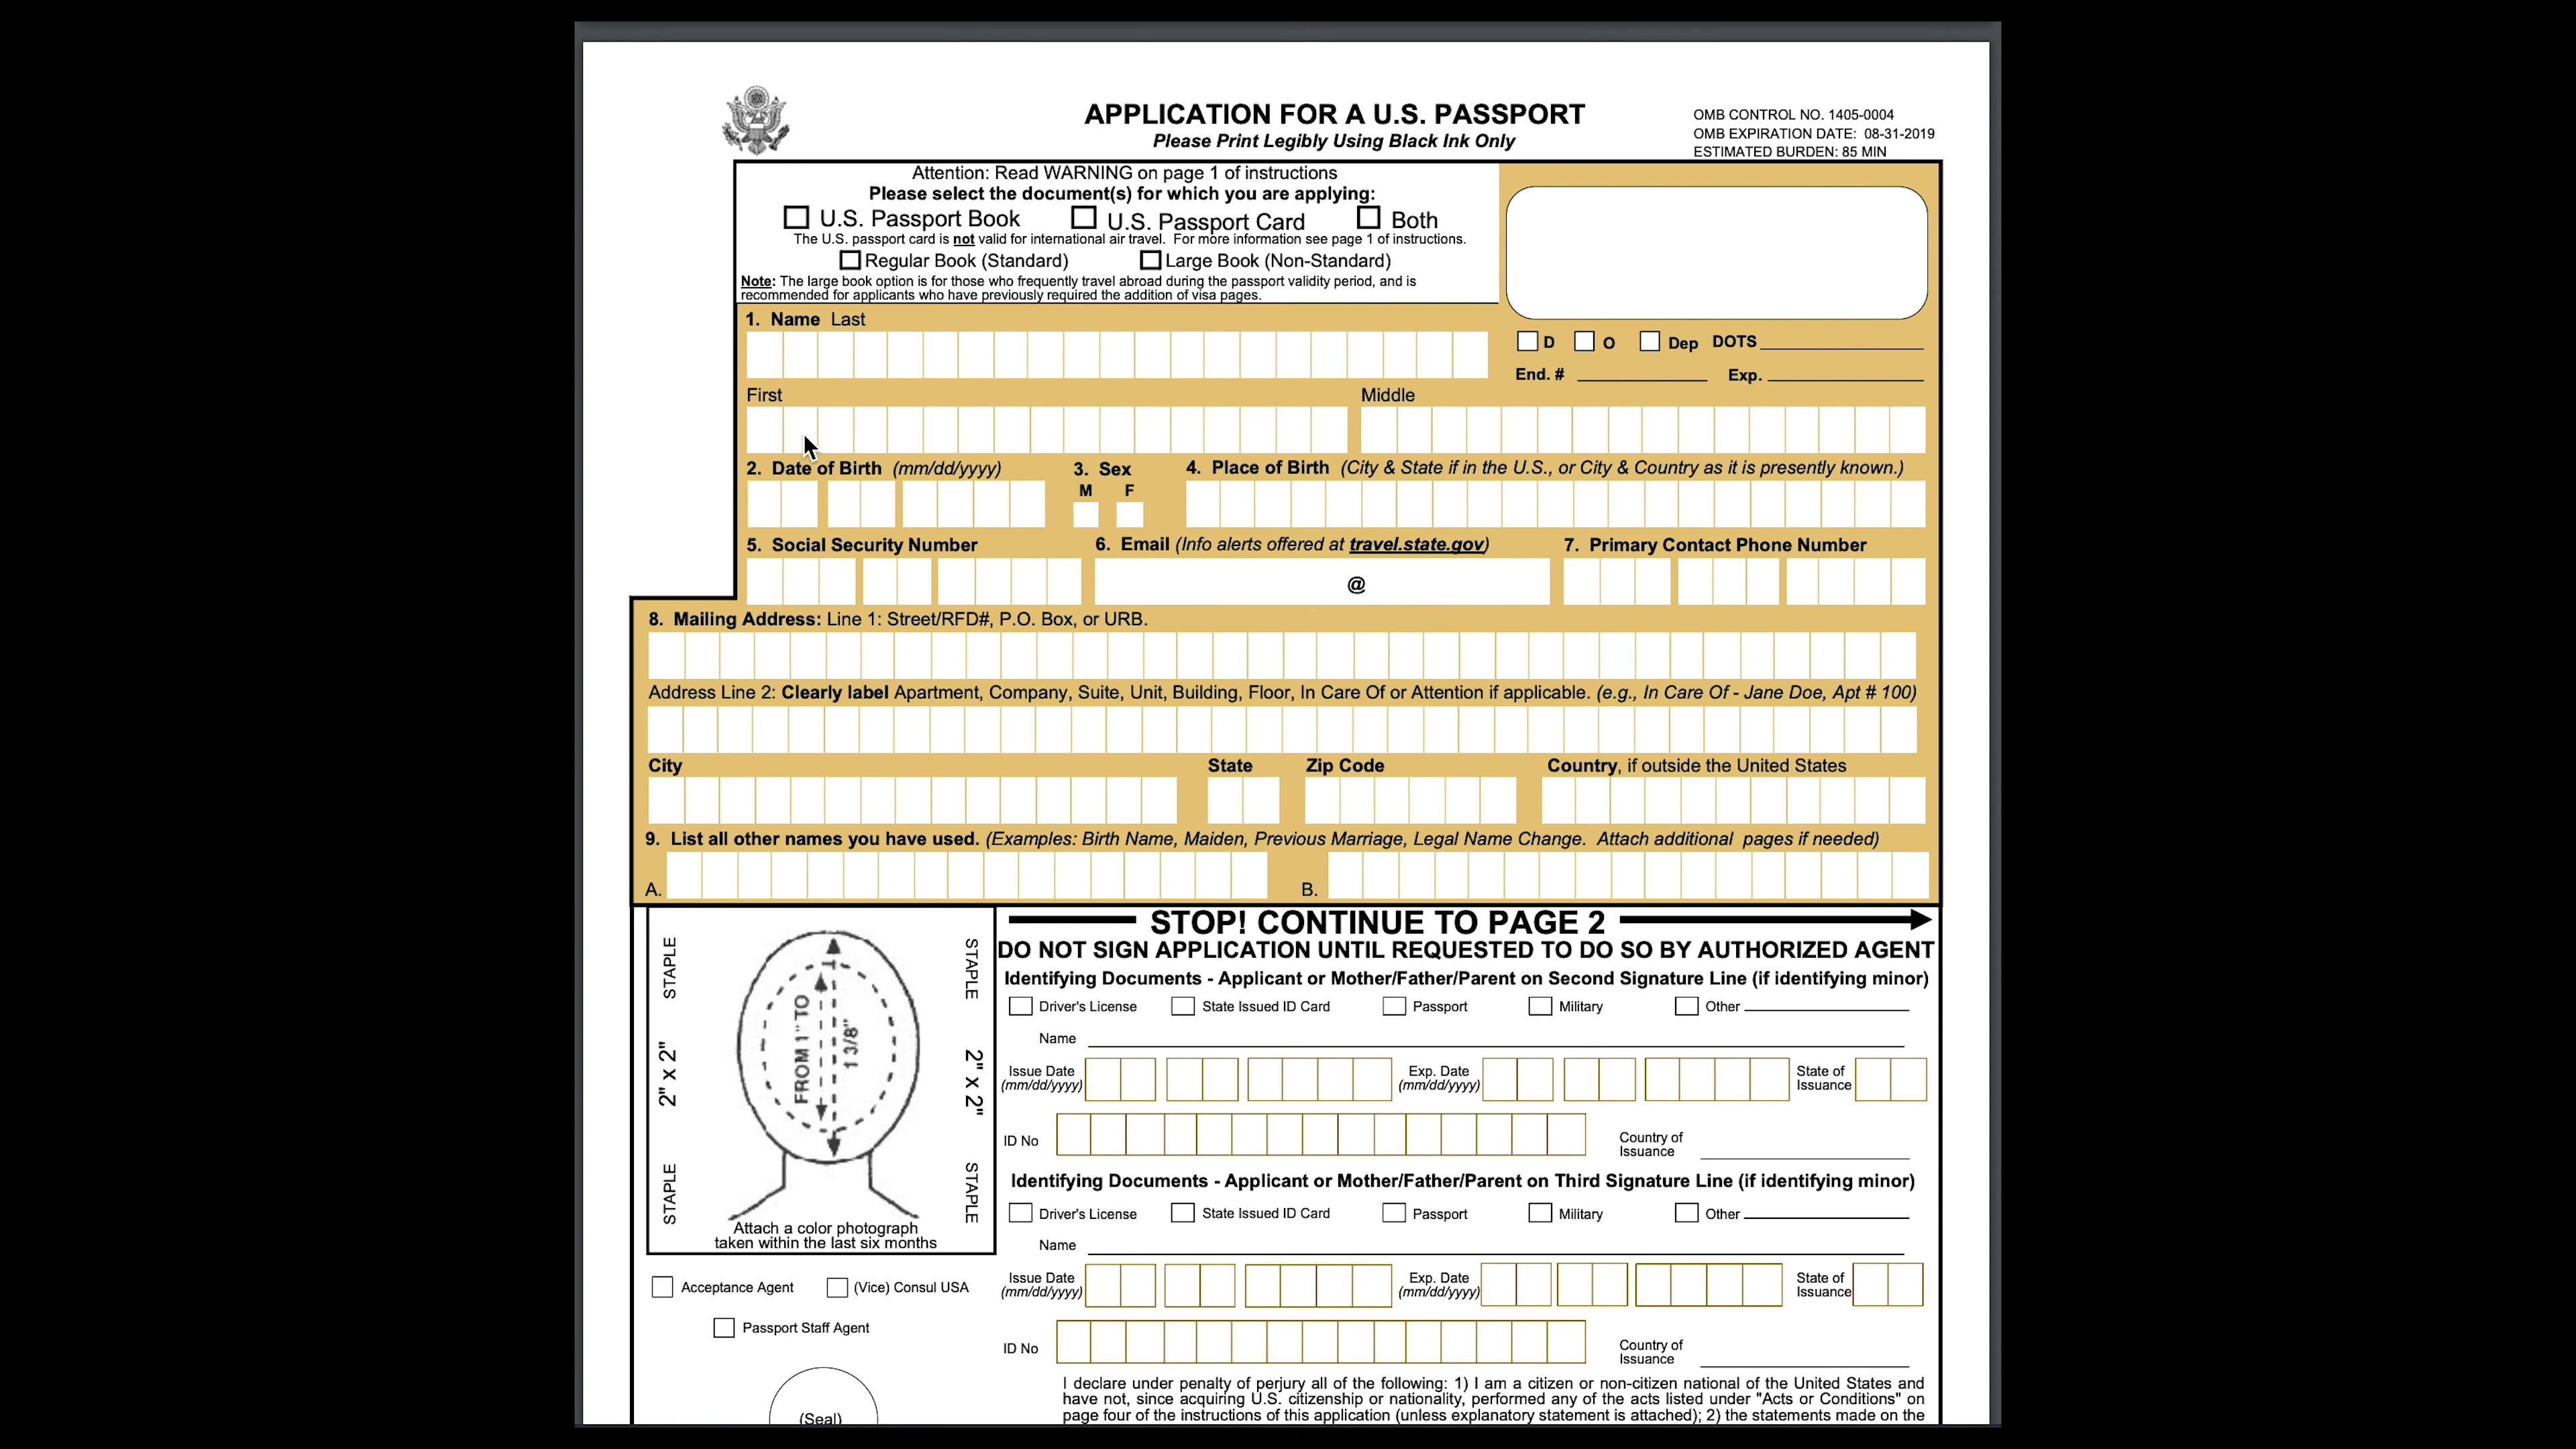 APPLICATION FOR A U.S. PASSPORT
Please Print Legibly Using Black Ink Only
OMB CONTROL NO. 1405-0004
OMB EXPIRATION DATE: 08-31-2019
ESTIMATED BURDEN: 85 MIN
Attention: Read WARNING on page 1 of instructions
Please select the document(s) for which you are applying:
U.S. Passport Book U.S. Passport Card Both
The U.S. passport card is not valid for international air travel. For more information see page 1 of instructions.
Regular Book (Standard) Large Book (Non-Standard)
Note: The large book option is for those who frequently travel abroad during the passport validity period, and is
recommended for applicants who have previously required the addition of visa pages.
1. Name Last
D O Dep DOTS
End. # Exp.
First Middle
2. Date of Birth (mm/dd/yyyy) 3. Sex 4. Place of Birth (City & State if in the U.S., or City & Country as it is presently known.)
M F
5. Social Security Number 6. Email (Info alerts offered at travel.state.gov) 7. Primary Contact Phone Number
@
8. Mailing Address: Line 1: Street/RFD#, P.O. Box, or URB.
Address Line 2: Clearly label Apartment, Company, Suite, Unit, Building, Floor, In Care Of or Attention if applicable. (e.g., In Care Of - Jane Doe, Apt # 100)
City State Zip Code Country, if outside the United States
9. List all other names you have used. (Examples: Birth Name, Maiden, Previous Marriage, Legal Name Change. Attach additional pages if needed)
A. B.
STOP! CONTINUE TO PAGE 2
DO NOT SIGN APPLICATION UNTIL REQUESTED TO DO SO BY AUTHORIZED AGENT
STAPLE STAPLE
2" x 2" 2" x 2"
FROM 1" TO
1 3/8"
STAPLE STAPLE
Attach a color photograph
taken within the last six months
Identifying Documents - Applicant or Mother/Father/Parent on Second Signature Line (if identifying minor)
Driver's License State Issued ID Card Passport Military Other
Name
Issue Date Exp. Date State of
(mm/dd/yyyy) (mm/dd/yyyy) Issuance
ID No Country of
Issuance
Identifying Documents - Applicant or Mother/Father/Parent on Third Signature Line (if identifying minor)
Driver's License State Issued ID Card Passport Military Other
Name
Issue Date Exp. Date State of
(mm/dd/yyyy) (mm/dd/yyyy) Issuance
ID No Country of
Issuance
Acceptance Agent (Vice) Consul USA
Passport Staff Agent
(Seal)
I declare under penalty of perjury all of the following: 1) I am a citizen or non-citizen national of the United States and
have not, since acquiring U.S. citizenship or nationality, performed any of the acts listed under "Acts or Conditions" on
page four of the instructions of this application (unless explanatory statement is attached); 2) the statements made on the